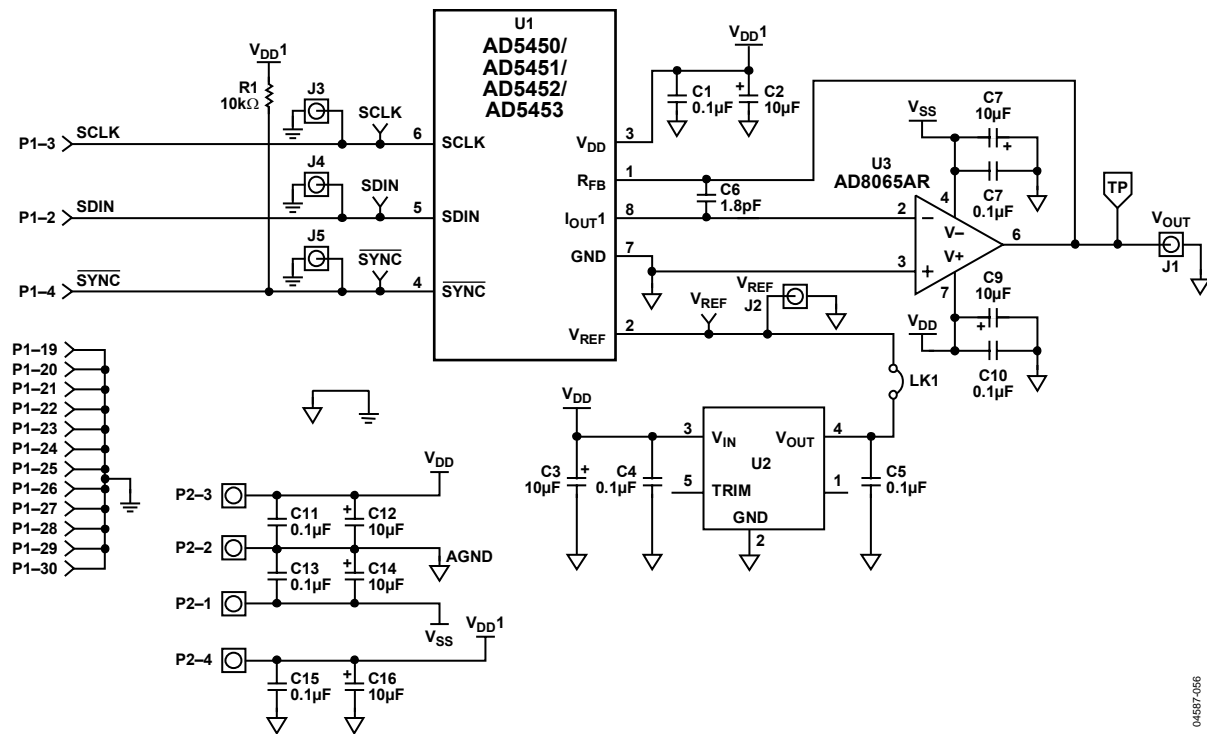 U1
AD5450/
AD5451/
AD5452/
AD5453
VDD1
R1
10kΩ
J3
SCLK
P1–3
SCLK
6
SCLK
J4
SDIN
P1–2
SDIN
5
SDIN
J5
SYNC
P1–4
SYNC
4
SYNC
VDD
3
RFB
1
IOUT1
8
GND
7
VREF
2
VDD1
C1
0.1µF
+
C2
10µF
C6
1.8pF
VSS
C7
10µF
+
C7
0.1µF
U3
AD8065AR
4
2
–
V–
V+
3
+
6
7
TP
VOUT
J1
C9
10µF
+
VDD
C10
0.1µF
VREF
VREF
J2
LK1
VDD
C3
10µF
+
C4
0.1µF
3
VIN
VOUT
4
U2
5
TRIM
1
GND
2
C5
0.1µF
P1–19
P1–20
P1–21
P1–22
P1–23
P1–24
P1–25
P1–26
P1–27
P1–28
P1–29
P1–30
VDD
P2–3
C11
0.1µF
+
C12
10µF
P2–2
AGND
C13
0.1µF
+
C14
10µF
P2–1
VSS
VDD1
P2–4
C15
0.1µF
+
C16
10µF
04587-056